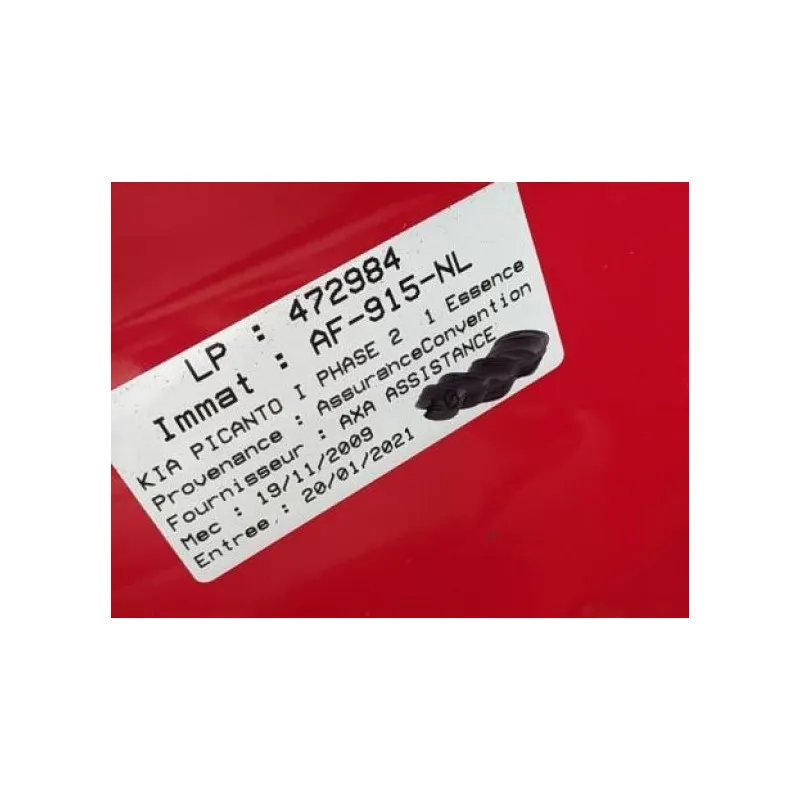 LP : 472984
Immat : AF-915-NL
KIA PICANTO I PHASE 2 1 Essence
Provenance : AssuranceConvention
Fournisseur : AXA ASSISTANCE
Mec : 19/11/2009
Entree : 20/01/2021